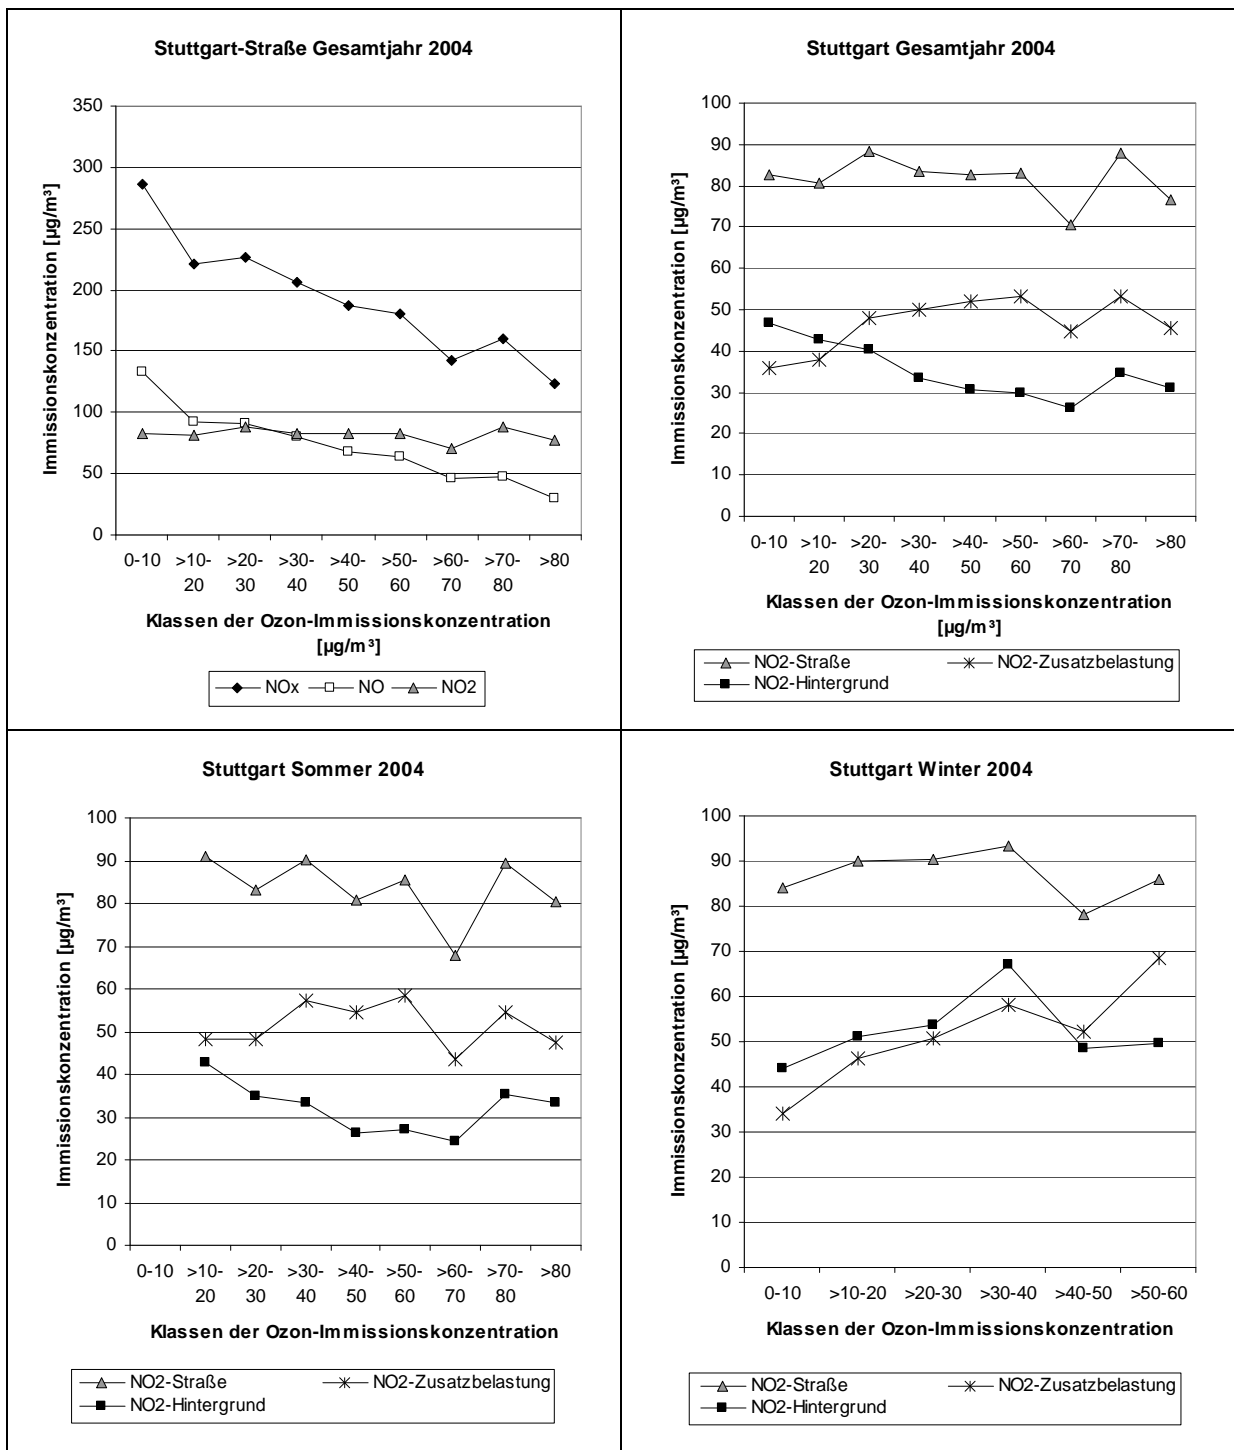 Stuttgart-Straße Gesamtjahr 2004
Immissionskonzentration [µg/m³]
350
300
250
200
150
100
50
0
0-10 >10- >20- >30- >40- >50- >60- >70- >80
20 30 40 50 60 70 80
Klassen der Ozon-Immissionskonzentration
[µg/m³]
NOx NO NO2
Stuttgart Gesamtjahr 2004
Immissionskonzentration [µg/m³]
100
90
80
70
60
50
40
30
20
10
0
0-10 >10- >20- >30- >40- >50- >60- >70- >80
20 30 40 50 60 70 80
Klassen der Ozon-Immissionskonzentration
[µg/m³]
NO2-Straße NO2-Zusatzbelastung
NO2-Hintergrund
Stuttgart Sommer 2004
Immissionskonzentration [µg/m³]
100
90
80
70
60
50
40
30
20
10
0
0-10 >10- >20- >30- >40- >50- >60- >70- >80
20 30 40 50 60 70 80
Klassen der Ozon-Immissionskonzentration
NO2-Straße NO2-Zusatzbelastung
NO2-Hintergrund
Stuttgart Winter 2004
Immissionskonzentration [µg/m³]
100
90
80
70
60
50
40
30
20
10
0
0-10 >10-20 >20-30 >30-40 >40-50 >50-60
Klassen der Ozon-Immissionskonzentration
NO2-Straße NO2-Zusatzbelastung
NO2-Hintergrund